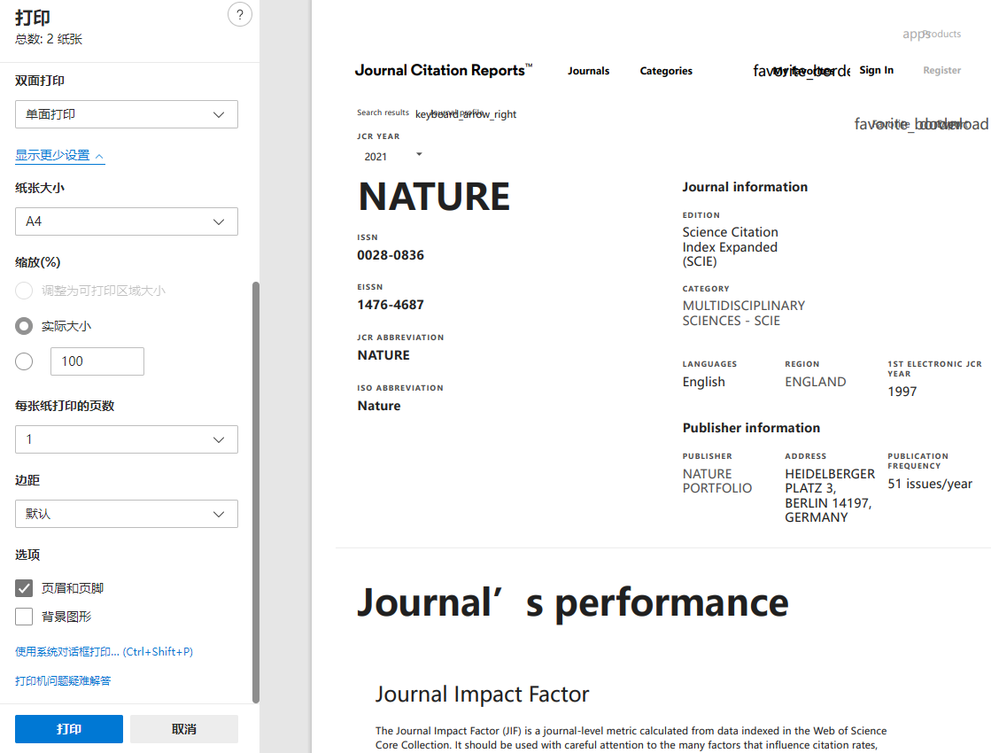 打印
?
总数: 2 纸张
双面打印
单面打印
显示更少设置
纸张大小
A4
缩放(%)
调整为可打印区域大小
实际大小
100
每张纸打印的页数
1
边距
默认
选项
页眉和页脚
背景图形
使用系统对话框打印... (Ctrl+Shift+P)
打印机问题疑难解答
打印
取消
apps Products
Journal Citation Reports™
Journals
Categories
favorite_borde My favorites
Sign In
Register
Search results
keyboard_arrow_right Journal profile
favorite_border Favorite
download Export
JCR YEAR
2021
NATURE
ISSN
0028-0836
EISSN
1476-4687
JCR ABBREVIATION
NATURE
ISO ABBREVIATION
Nature
Journal information
EDITION
Science Citation
Index Expanded
(SCIE)
CATEGORY
MULTIDISCIPLINARY
SCIENCES - SCIE
LANGUAGES
English
REGION
ENGLAND
1ST ELECTRONIC JCR
YEAR
1997
Publisher information
PUBLISHER
NATURE
PORTFOLIO
ADDRESS
HEIDELBERGER
PLATZ 3,
BERLIN 14197,
GERMANY
PUBLICATION
FREQUENCY
51 issues/year
Journal’s performance
Journal Impact Factor
The Journal Impact Factor (JIF) is a journal-level metric calculated from data indexed in the Web of Science
Core Collection. It should be used with careful attention to the many factors that influence citation rates,